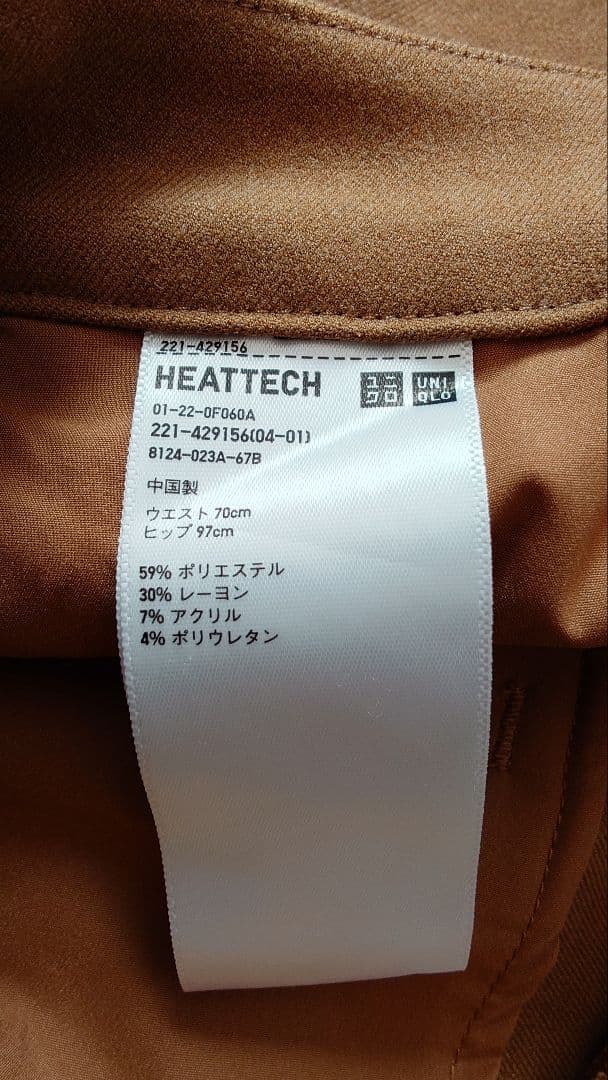 221-429156
HEATTECH
ユニクロ
UNIQLO
01-22-0F060A
221-429156(04-01)
8124-023A-67B
中国製
ウエスト 70cm
ヒップ 97cm
59% ポリエステル
30% レーヨン
7% アクリル
4% ポリウレタン